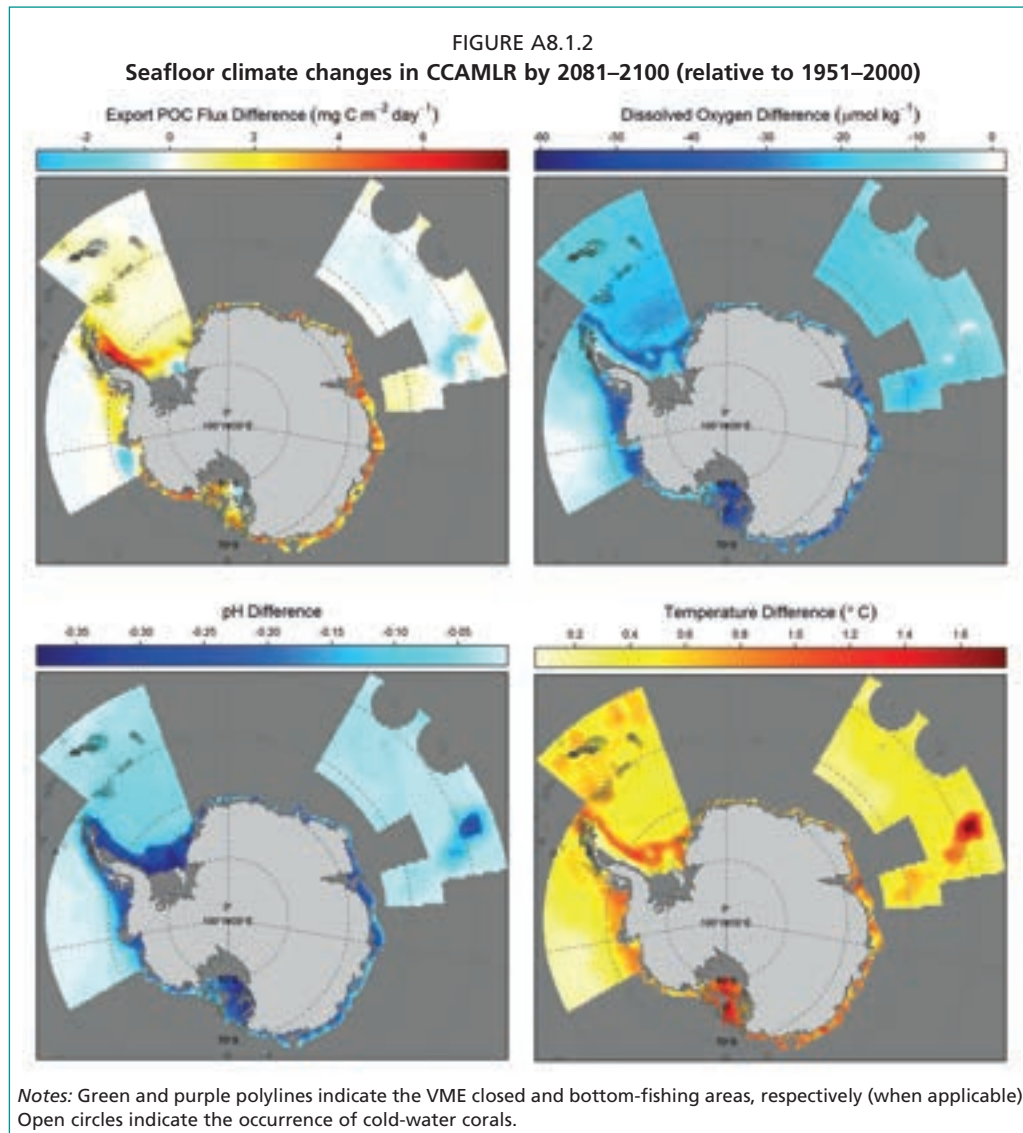 FIGURE A8.1.2
Seafloor climate changes in CCAMLR by 2081–2100 (relative to 1951–2000)
Export POC Flux Difference (mg C m⁻² day⁻¹)
-2 0 2 4 6
Dissolved Oxygen Difference (μmol kg⁻¹)
-60 -50 -40 -30 -20 -10 0
0°
0°
pH Difference
-0.35 -0.30 -0.25 -0.20 -0.15 -0.10 -0.05
Temperature Difference (° C)
0.2 0.4 0.6 0.8 1.0 1.2 1.4 1.6
0°
0°
Notes: Green and purple polylines indicate the VME closed and bottom-fishing areas, respectively (when applicable)
Open circles indicate the occurrence of cold-water corals.